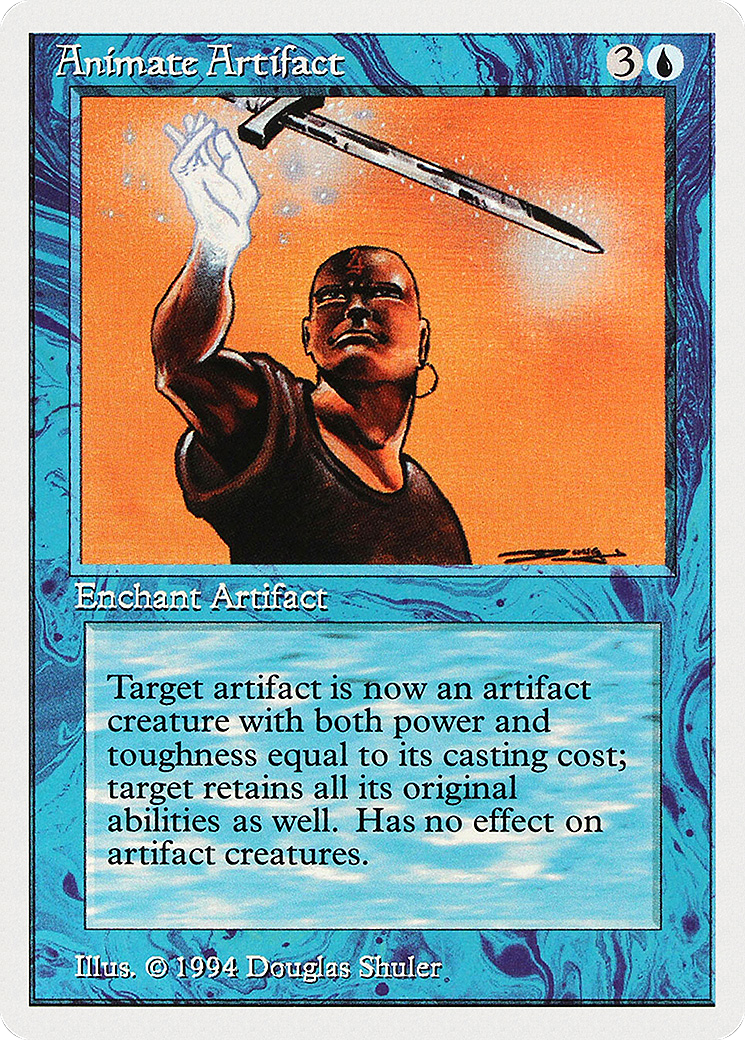 Animate Artifact 3
Enchant Artifact
Target artifact is now an artifact
creature with both power and
toughness equal to its casting cost;
target retains all its original
abilities as well. Has no effect on
artifact creatures.
Illus. © 1994 Douglas Shuler